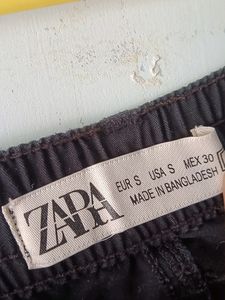 ZARA
EUR S USA S MEX 30
MADE IN BANGLADESH